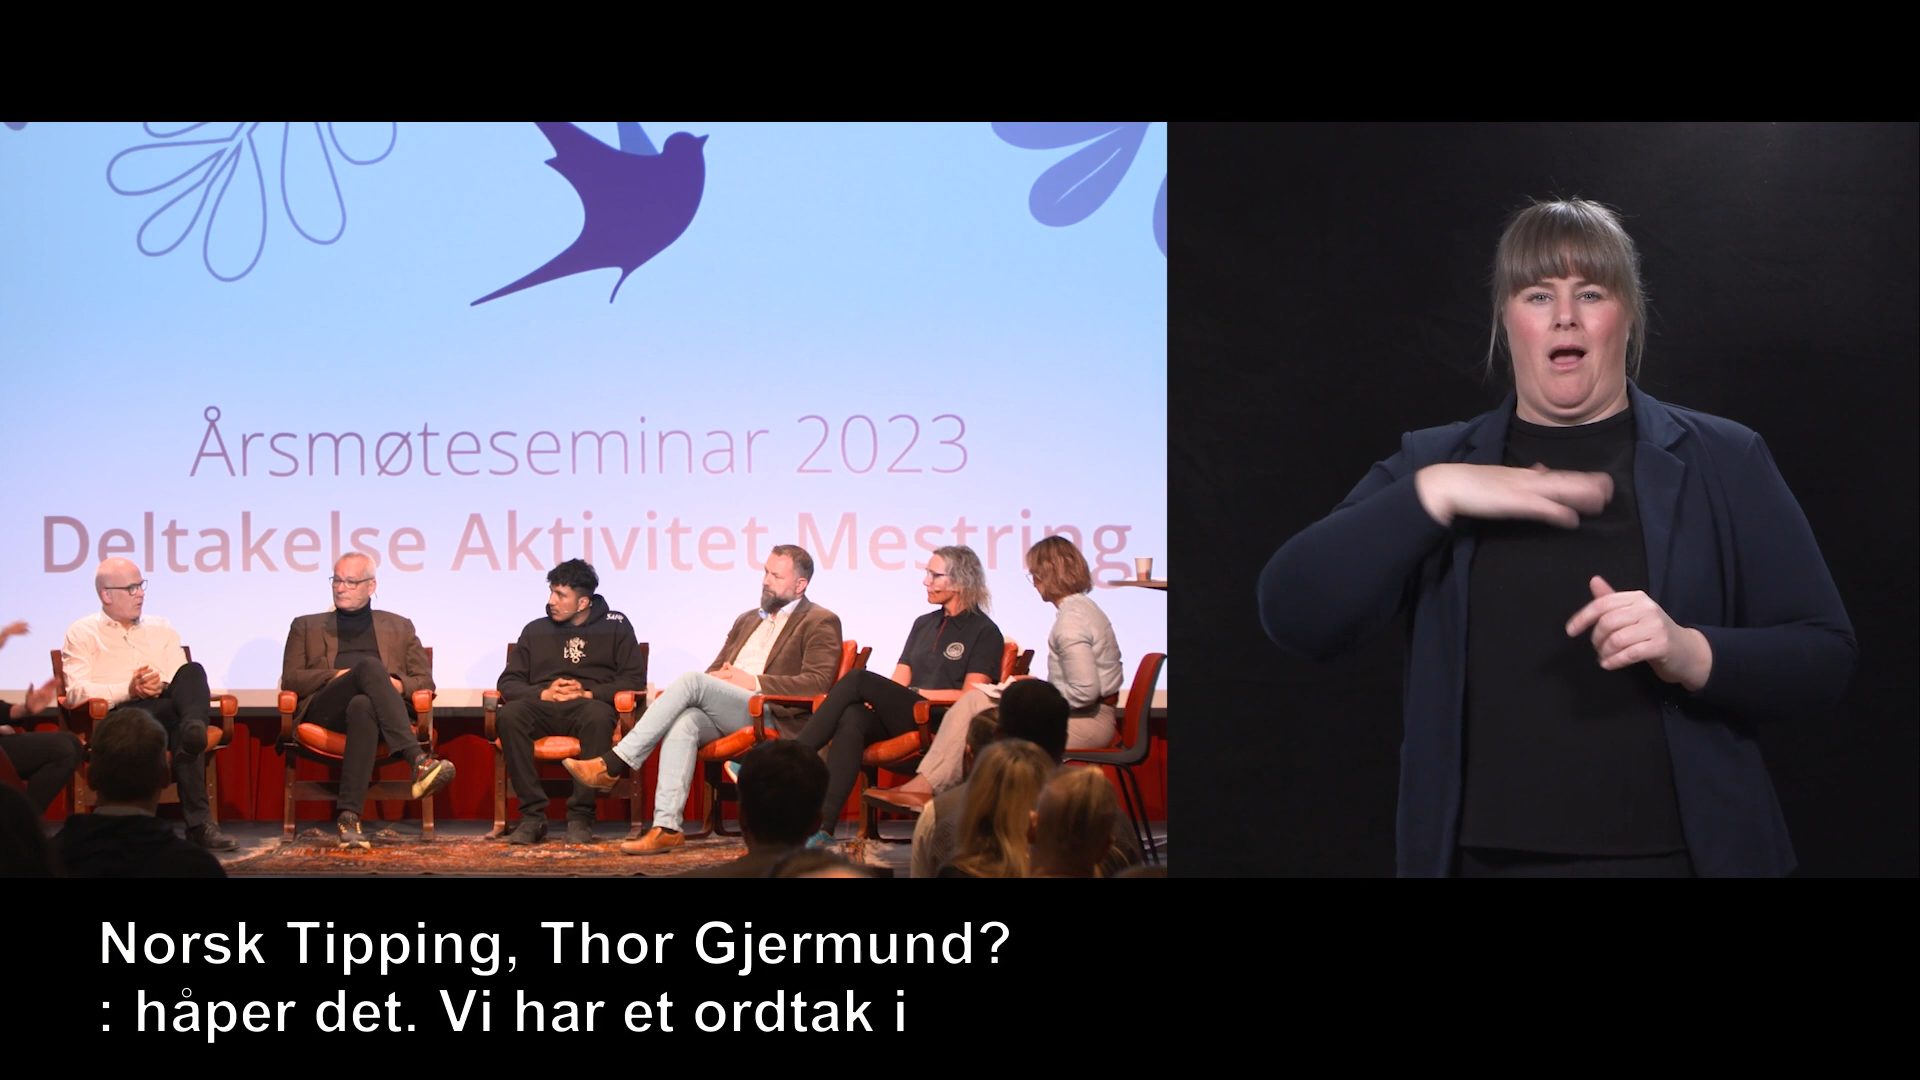 Årsmøteseminar 2023
Deltakelse Aktivitet Mestring
Norsk Tipping, Thor Gjermund?
: håper det. Vi har et ordtak i